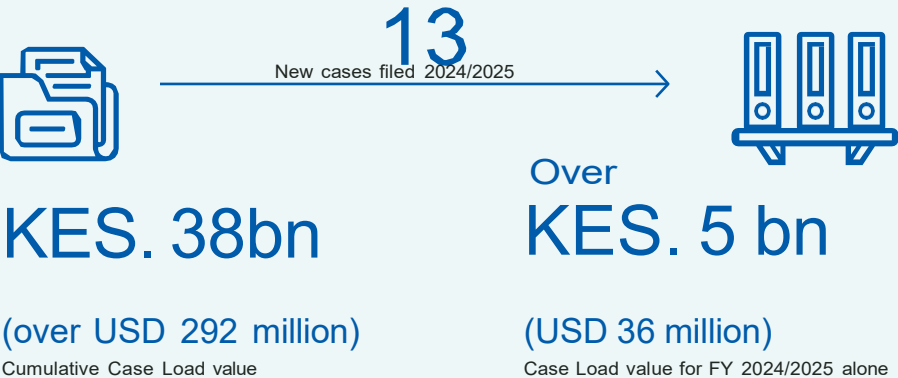 13
New cases filed 2024/2025
KES. 38bn
(over USD 292 million)
Cumulative Case Load value
Over
KES. 5 bn
(USD 36 million)
Case Load value for FY 2024/2025 alone